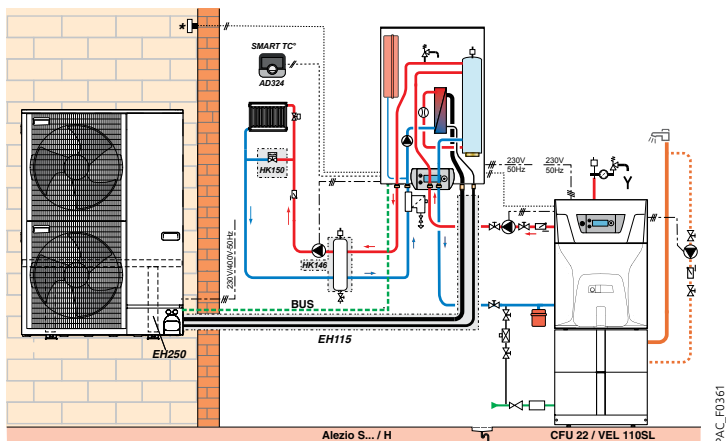 *
SMART TC°
AD324
HK150
230V/400V-50Hz
HK146
BUS
EH250
EH115
230V
50Hz
230V
50Hz
Alezio S... / H
CFU 22 / VEL 110SL
PAC_F0361